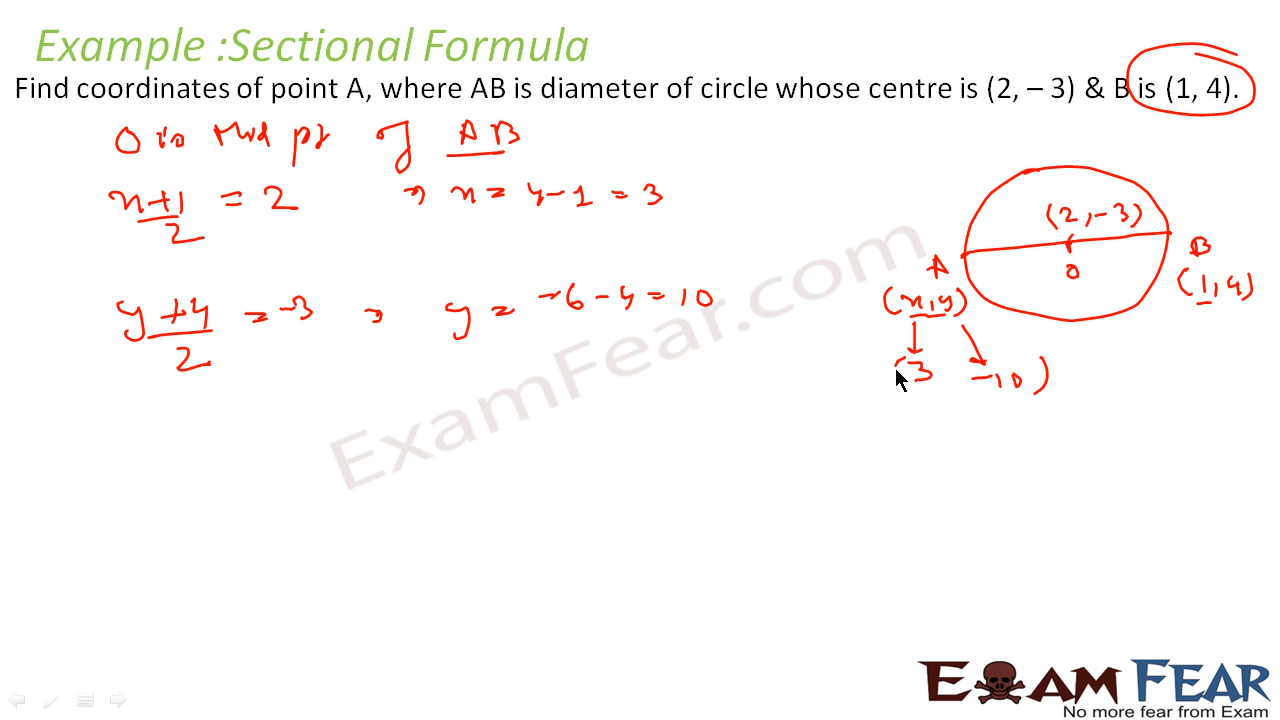 Example :Sectional Formula
Find coordinates of point A, where AB is diameter of circle whose centre is (2, – 3) & B is (1, 4).
O is Mid pt of AB
x+1/2 = 2 ⇒ x = 4-1 = 3
y+4/2 = -3 ⇒ y = -6-4 = 10
(2,-3)
A
O
B
(x,y)
(1,4)
(3 -10)
ExamFear.com
EXAM FEAR
No more fear from Exam